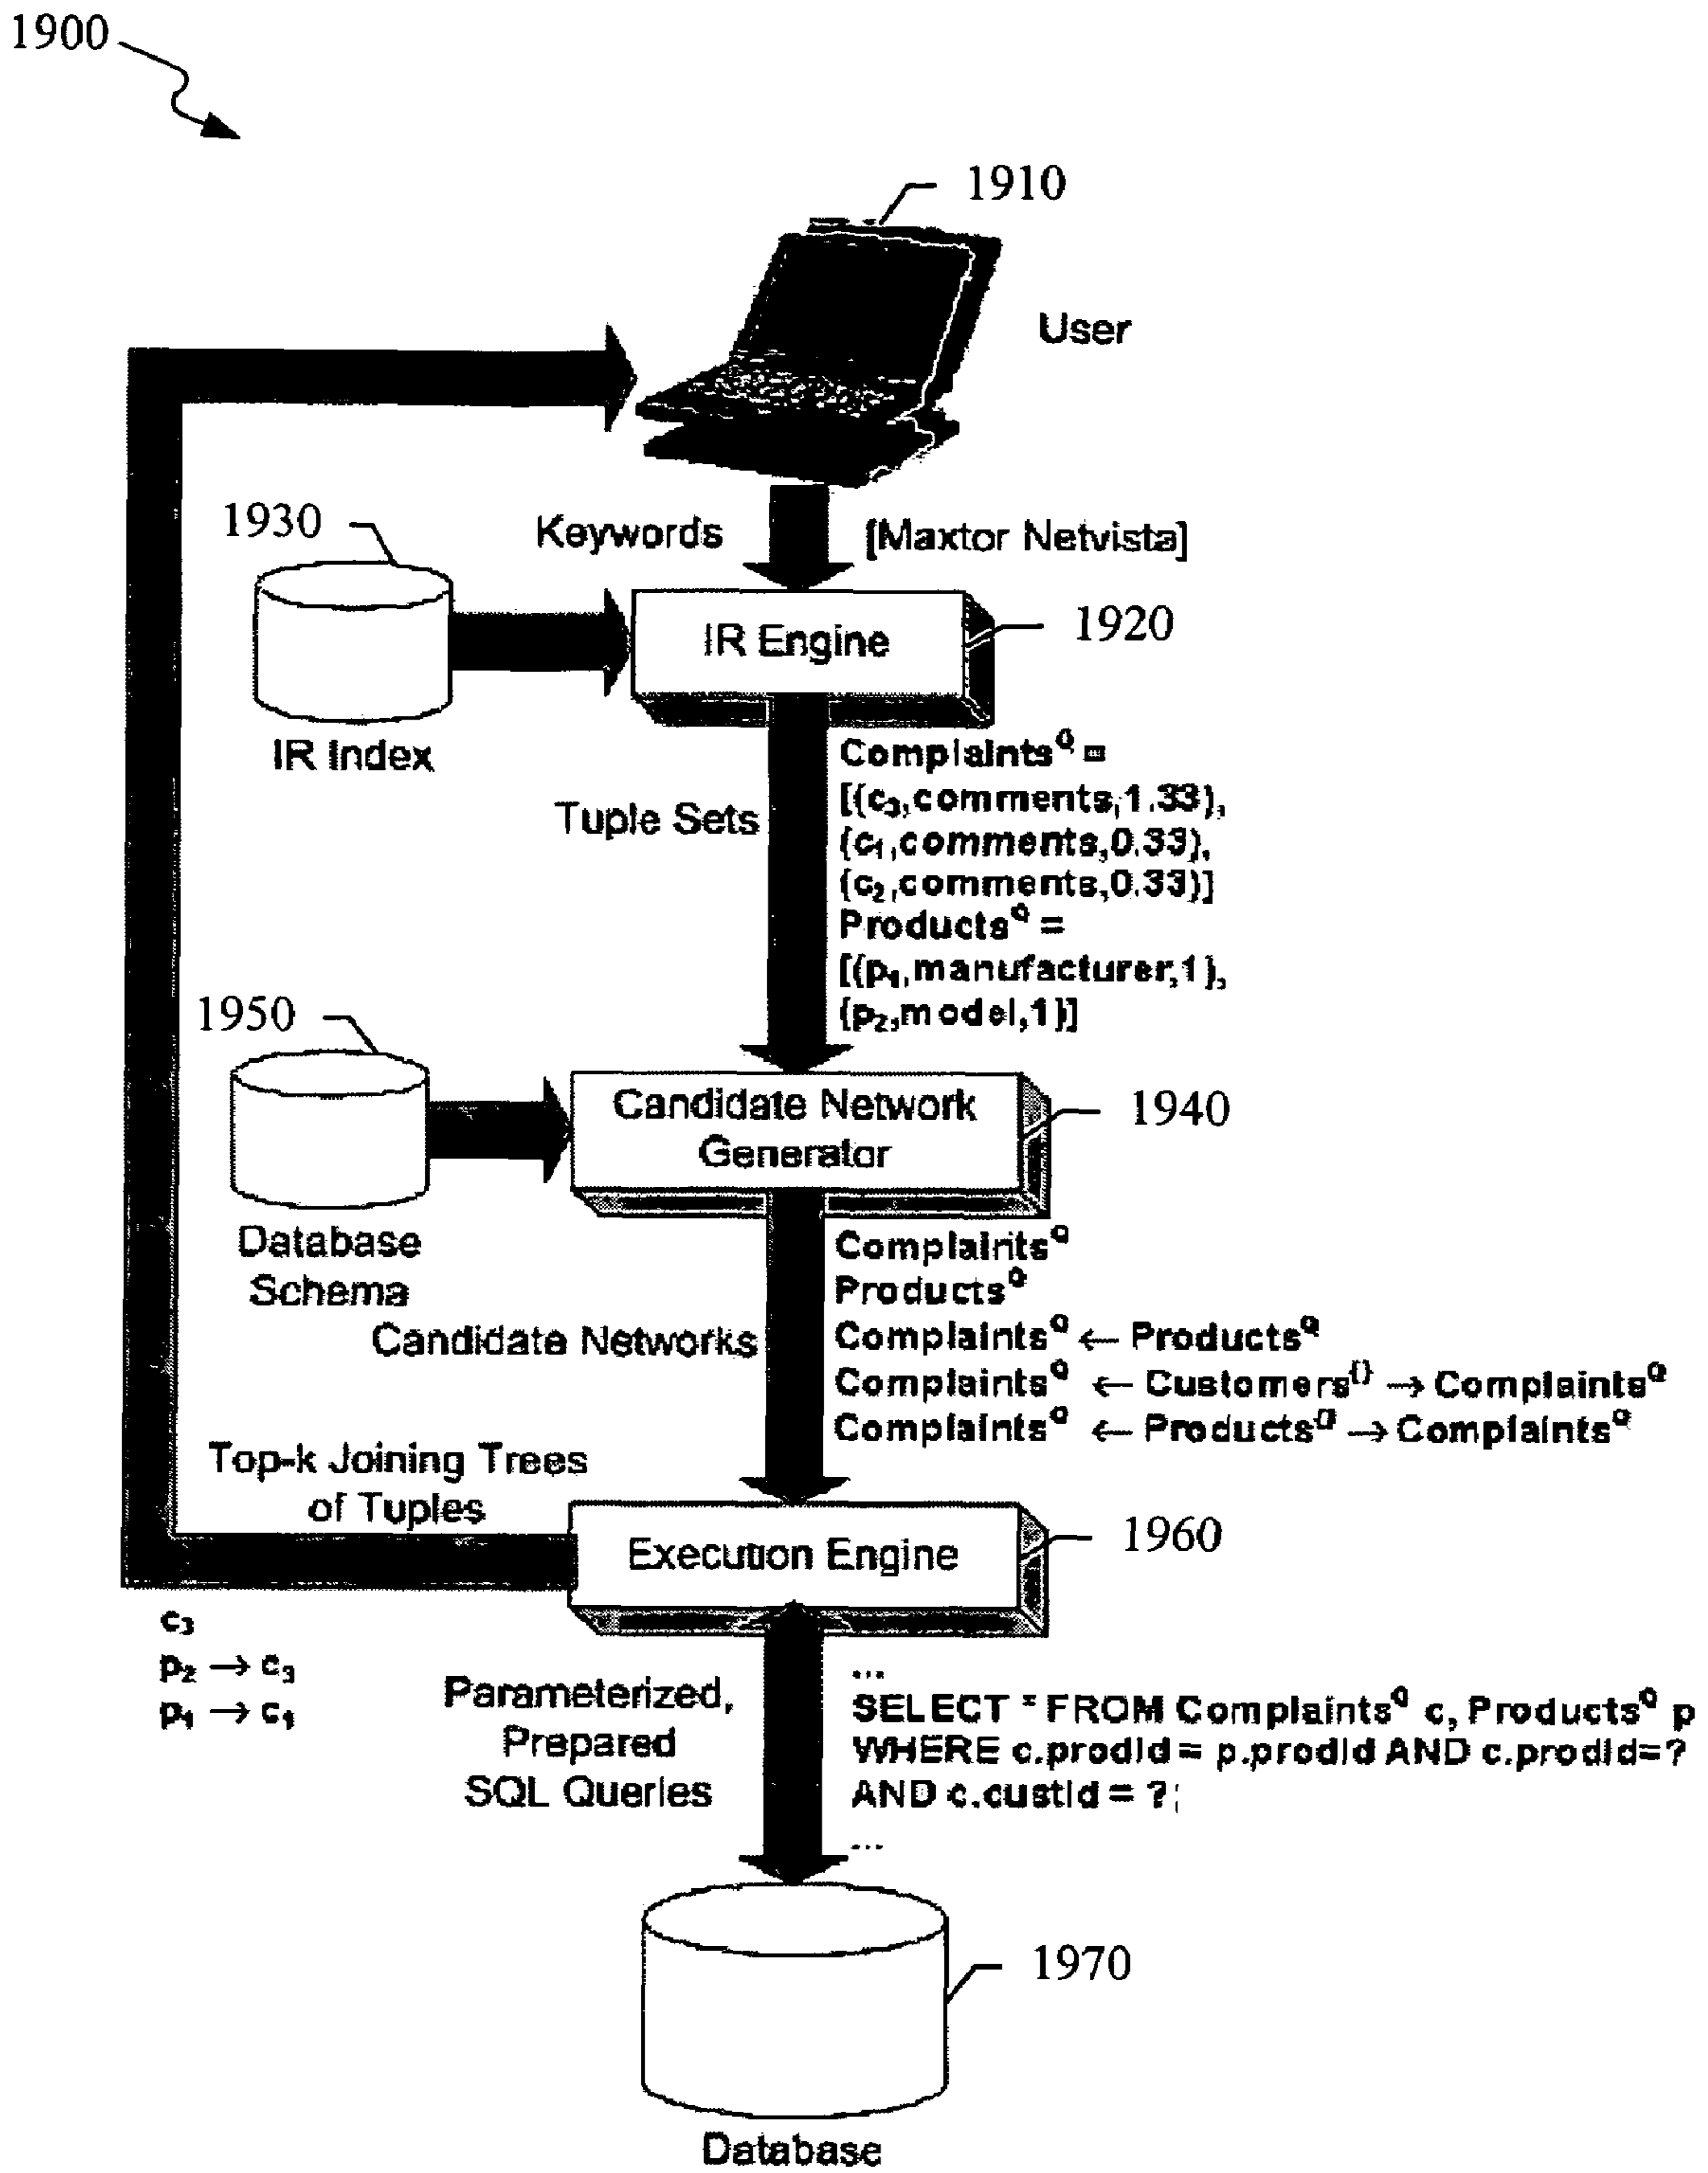 1900
1910
User
Keywords
[Maxtor Netvista]
1930
IR Engine
1920
IR Index
Tuple Sets
Complaints^Q =
[(c₃,comments,1.33),
(c₁,comments,0.33),
(c₂,comments,0.33)]
Products^Q =
[(p₁,manufacturer,1),
(p₂,model,1)]
1950
Candidate Network
Generator
1940
Database
Schema
Candidate Networks
Complaints^Q
Products^Q
Complaints^Q ← Products^Q
Complaints^Q ← Customers^{} → Complaints^Q
Complaints^Q ← Products^{} → Complaints^Q
Top-k Joining Trees
of Tuples
Execution Engine
1960
c₃
p₂ → c₃
p₁ → c₁
Parameterized,
Prepared
SQL Queries
...
SELECT * FROM Complaints^Q c, Products^Q p
WHERE c.prodId = p.prodId AND c.prodId=?
AND c.custId = ?;
...
1970
Database